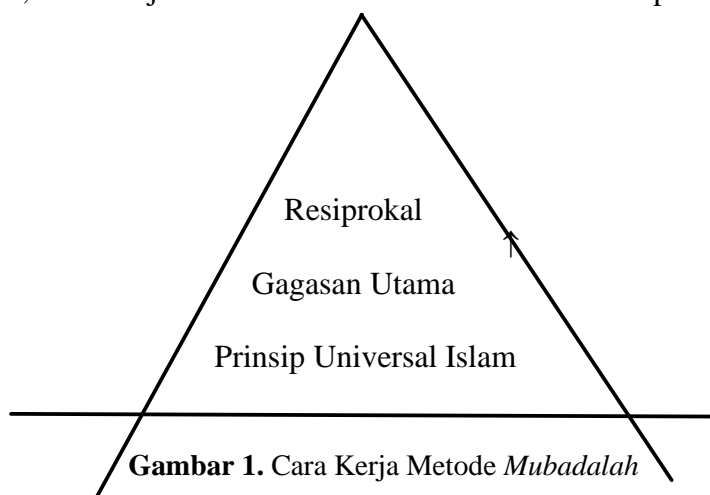 Resiprokal
Gagasan Utama
Prinsip Universal Islam
Gambar 1. Cara Kerja Metode Mubadalah